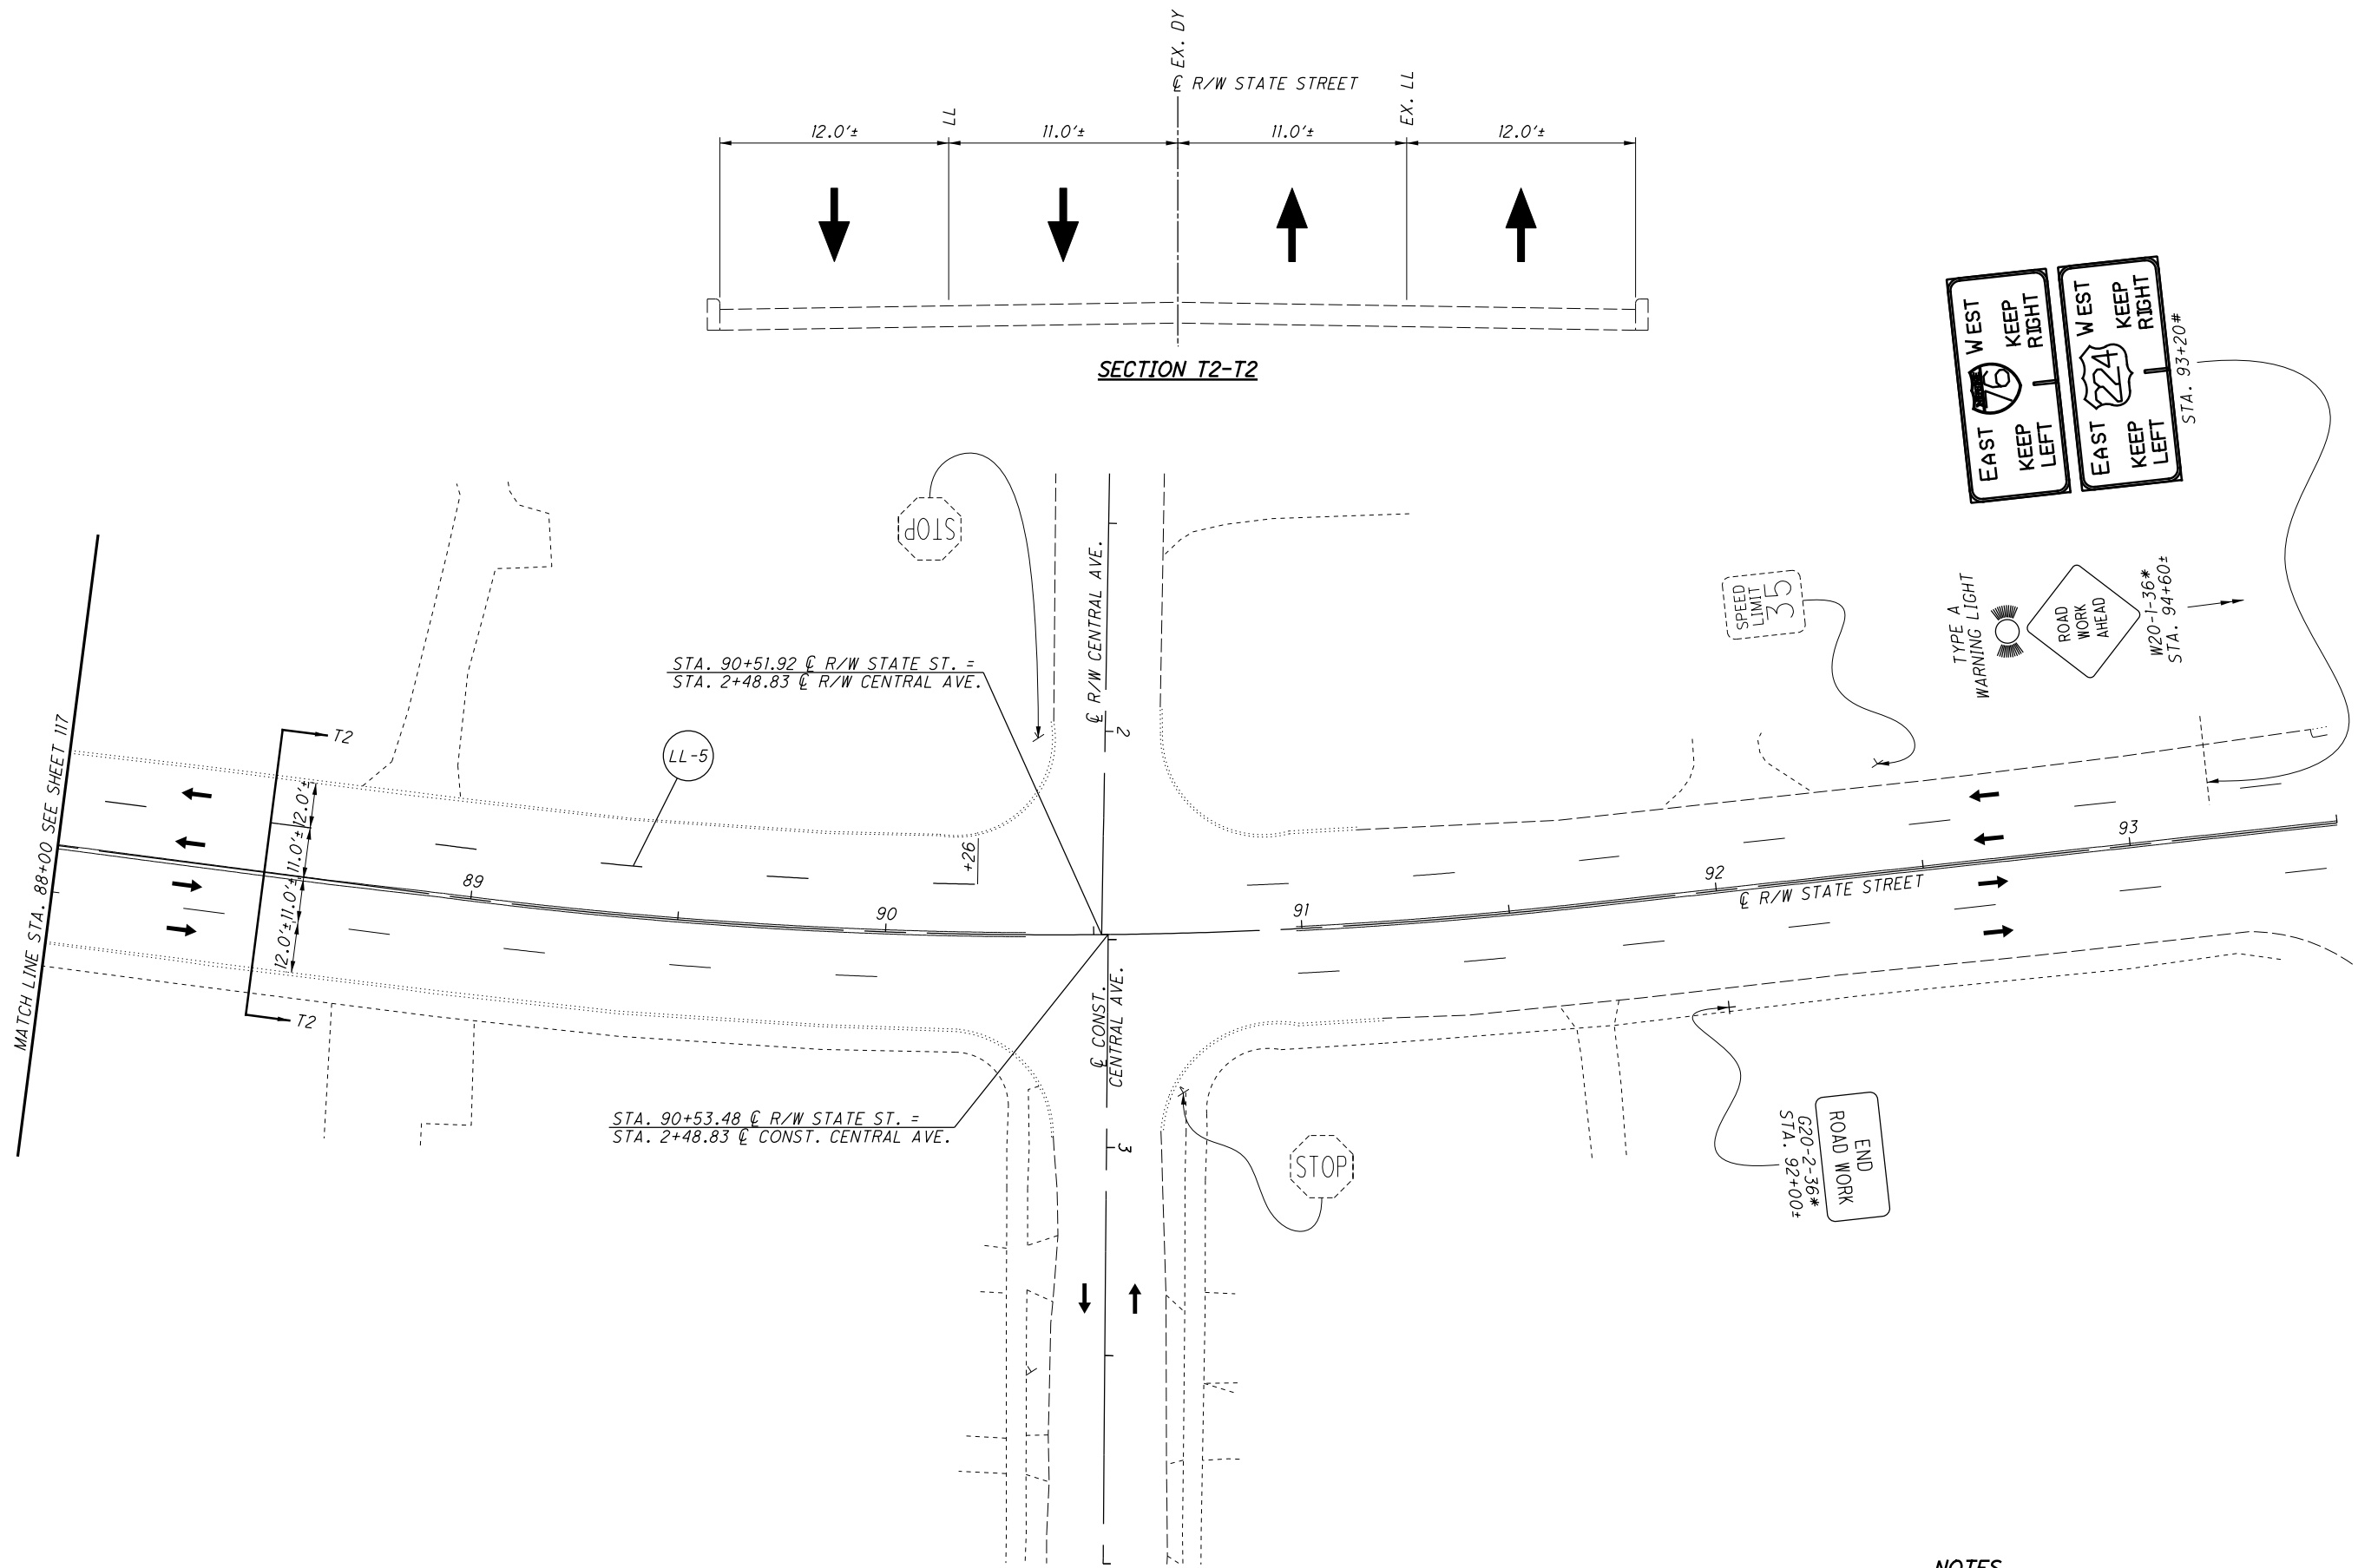 EX. DY
℄ R/W STATE STREET
LL
EX. LL
12.0'±
11.0'±
11.0'±
12.0'±
SECTION T2-T2
EAST 76 WEST
KEEP LEFT
KEEP RIGHT
EAST 224 WEST
KEEP LEFT
KEEP RIGHT
STA. 93+20#
STOP
℄ R/W CENTRAL AVE.
SPEED
LIMIT
35
TYPE A
WARNING LIGHT
ROAD
WORK
AHEAD
W20-1-36*
STA. 94+60±
STA. 90+51.92 ℄ R/W STATE ST. =
STA. 2+48.83 ℄ R/W CENTRAL AVE.
MATCH LINE STA. 88+00 SEE SHEET 117
T2
LL-5
2
12.0'±
11.0'±
11.0'±
12.0'±
+26
89
90
91
92
93
℄ R/W STATE STREET
T2
℄ CONST.
CENTRAL AVE.
STA. 90+53.48 ℄ R/W STATE ST. =
STA. 2+48.83 ℄ CONST. CENTRAL AVE.
3
STOP
END
ROAD WORK
G20-2-36*
STA. 92+00±
NOTES